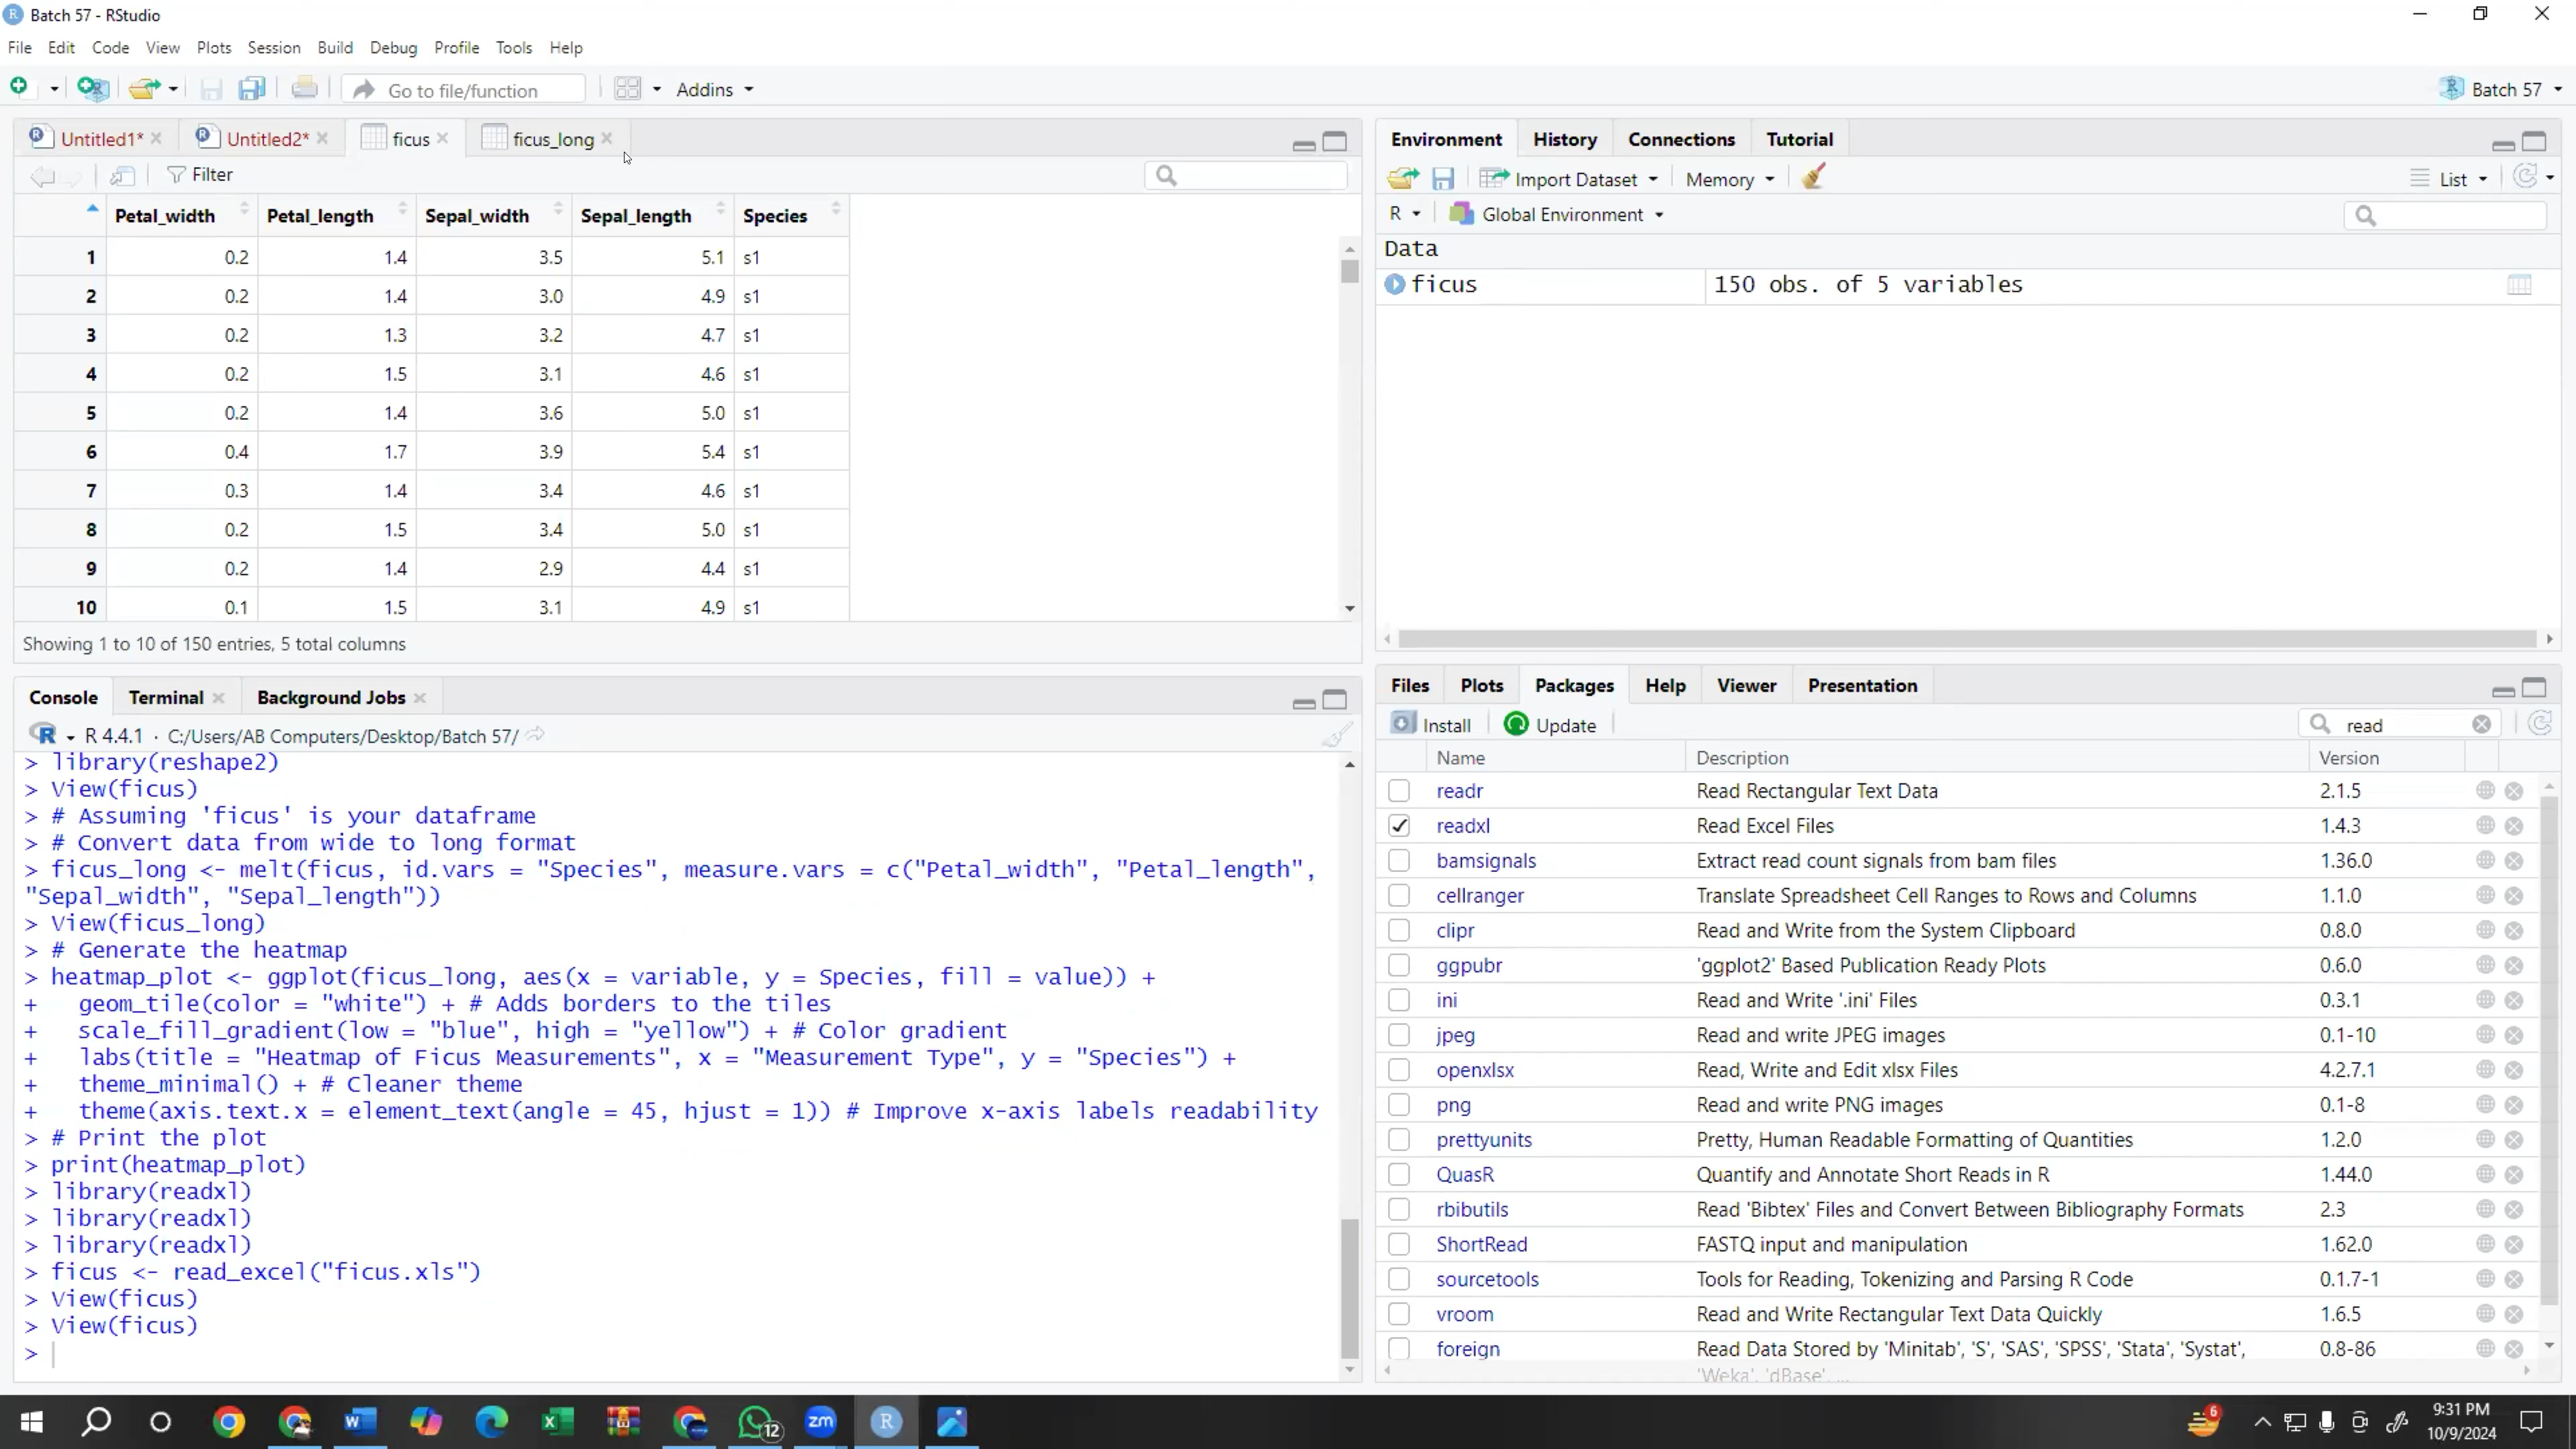 Batch 57 - RStudio
File Edit Code View Plots Session Build Debug Profile Tools Help
Go to file/function Addins Batch 57
Untitled1* Untitled2* ficus ficus_long
Filter
Petal_width Petal_length Sepal_width Sepal_length Species
1 0.2 1.4 3.5 5.1 s1
2 0.2 1.4 3.0 4.9 s1
3 0.2 1.3 3.2 4.7 s1
4 0.2 1.5 3.1 4.6 s1
5 0.2 1.4 3.6 5.0 s1
6 0.4 1.7 3.9 5.4 s1
7 0.3 1.4 3.4 4.6 s1
8 0.2 1.5 3.4 5.0 s1
9 0.2 1.4 2.9 4.4 s1
10 0.1 1.5 3.1 4.9 s1
Showing 1 to 10 of 150 entries, 5 total columns
Console Terminal Background Jobs
R 4.4.1 · C:/Users/AB Computers/Desktop/Batch 57/
> library(reshape2)
> View(ficus)
> # Assuming 'ficus' is your dataframe
> # Convert data from wide to long format
> ficus_long <- melt(ficus, id.vars = "Species", measure.vars = c("Petal_width", "Petal_length",
"Sepal_width", "Sepal_length"))
> View(ficus_long)
> # Generate the heatmap
> heatmap_plot <- ggplot(ficus_long, aes(x = variable, y = Species, fill = value)) +
+ geom_tile(color = "white") + # Adds borders to the tiles
+ scale_fill_gradient(low = "blue", high = "yellow") + # Color gradient
+ labs(title = "Heatmap of Ficus Measurements", x = "Measurement Type", y = "Species") +
+ theme_minimal() + # Cleaner theme
+ theme(axis.text.x = element_text(angle = 45, hjust = 1)) # Improve x-axis labels readability
> # Print the plot
> print(heatmap_plot)
> library(readxl)
> library(readxl)
> library(readxl)
> ficus <- read_excel("ficus.xls")
> View(ficus)
> View(ficus)
>
Environment History Connections Tutorial
Import Dataset Memory List
R Global Environment
Data
ficus 150 obs. of 5 variables
Files Plots Packages Help Viewer Presentation
Install Update read
Name Description Version
readr Read Rectangular Text Data 2.1.5
readxl Read Excel Files 1.4.3
bamsignals Extract read count signals from bam files 1.36.0
cellranger Translate Spreadsheet Cell Ranges to Rows and Columns 1.1.0
clipr Read and Write from the System Clipboard 0.8.0
ggpubr 'ggplot2' Based Publication Ready Plots 0.6.0
ini Read and Write '.ini' Files 0.3.1
jpeg Read and write JPEG images 0.1-10
openxlsx Read, Write and Edit xlsx Files 4.2.7.1
png Read and write PNG images 0.1-8
prettyunits Pretty, Human Readable Formatting of Quantities 1.2.0
QuasR Quantify and Annotate Short Reads in R 1.44.0
rbibutils Read 'Bibtex' Files and Convert Between Bibliography Formats 2.3
ShortRead FASTQ input and manipulation 1.62.0
sourcetools Tools for Reading, Tokenizing and Parsing R Code 0.1.7-1
vroom Read and Write Rectangular Text Data Quickly 1.6.5
foreign Read Data Stored by 'Minitab', 'S', 'SAS', 'SPSS', 'Stata', 'Systat', 0.8-86
'Weka', 'dBase', ...
12 zm R 6
9:31 PM
10/9/2024